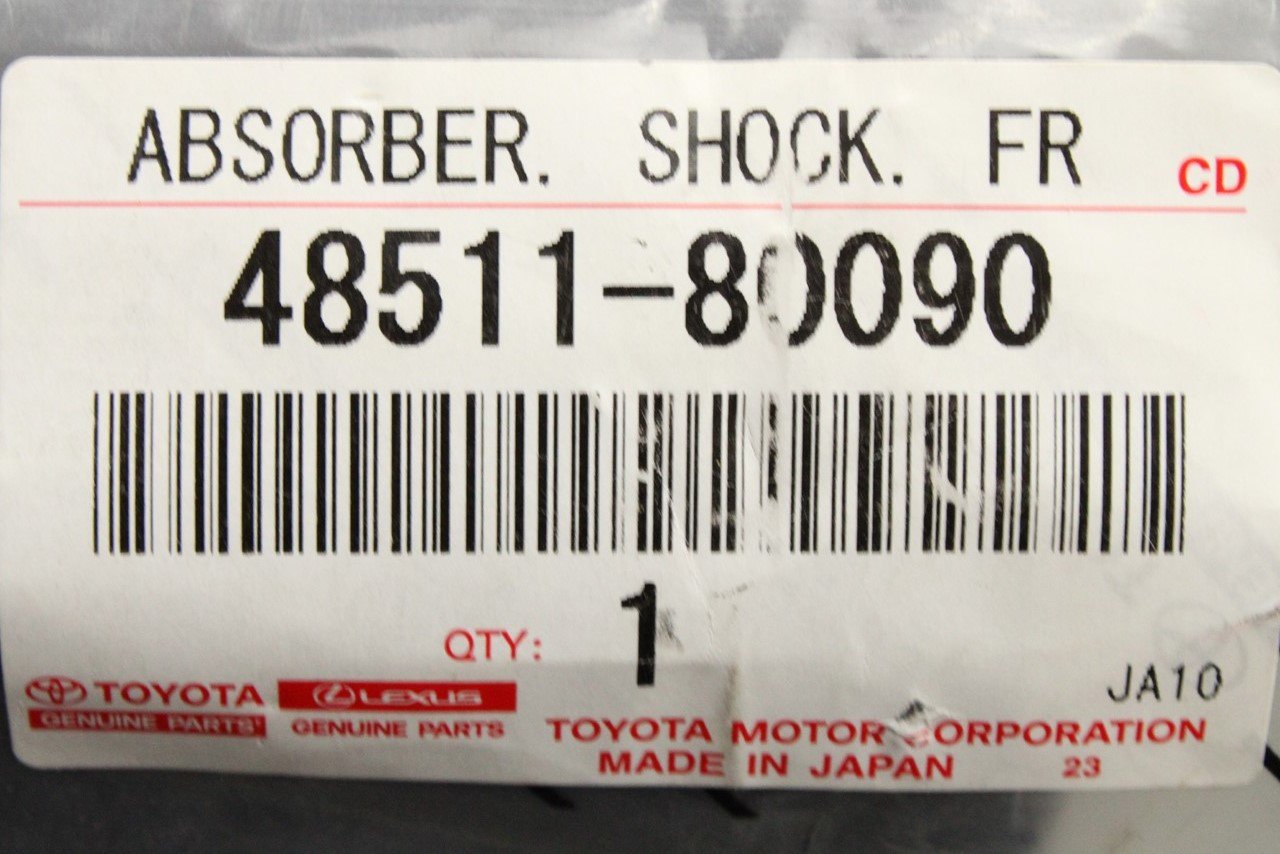 ABSORBER. SHOCK. FR
CD
48511-80090
QTY: 1
JA10
TOYOTA
GENUINE PARTS
LEXUS
GENUINE PARTS
TOYOTA MOTOR CORPORATION
MADE IN JAPAN 23